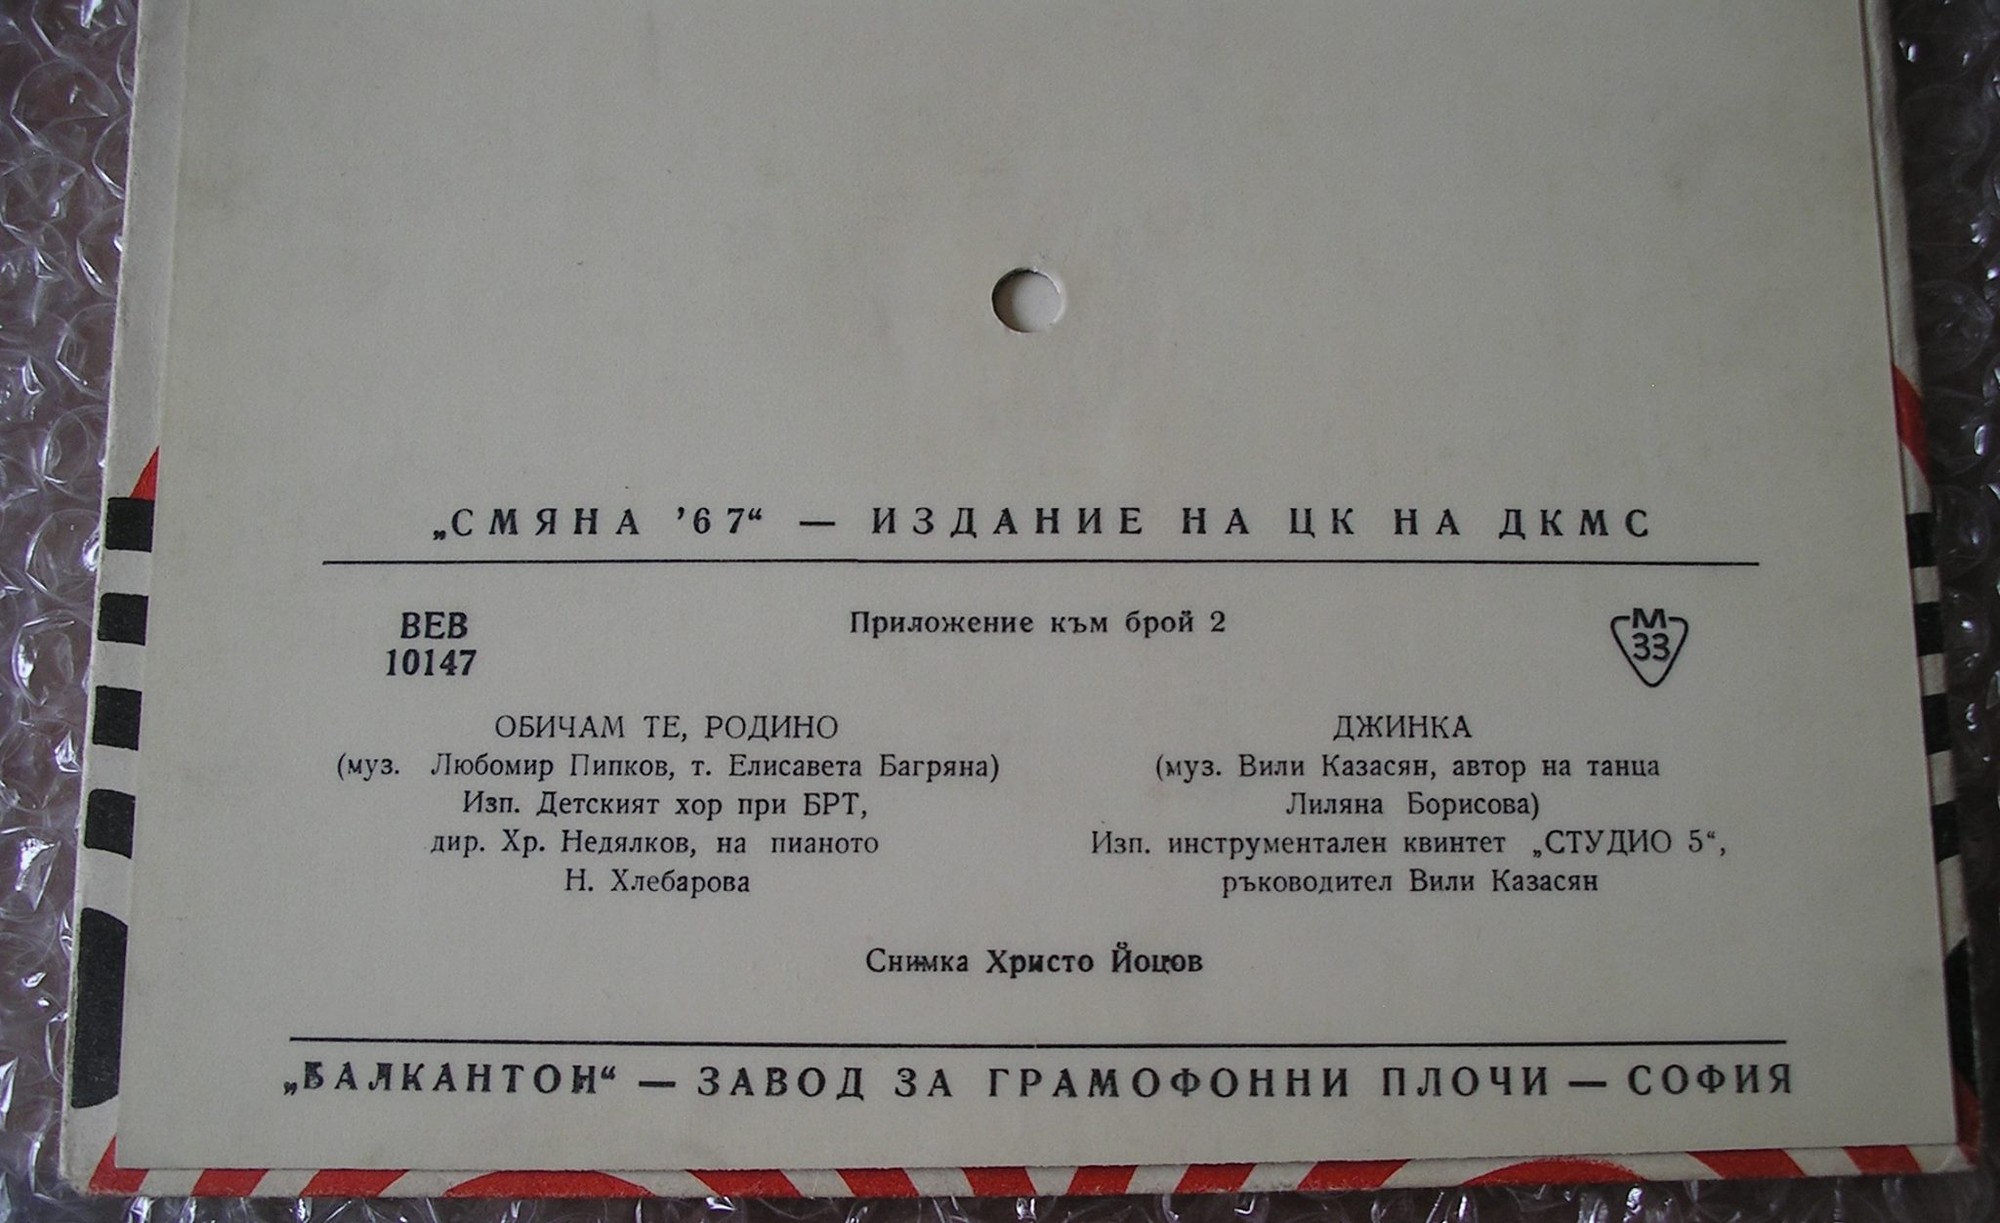 „СМЯНА ’67“ — ИЗДАНИЕ НА ЦК НА ДКМС
ВЕВ
10147
Приложение към брой 2
М
33
ОБИЧАМ ТЕ, РОДИНО
(муз. Любомир Пипков, т. Елисавета Багряна)
Изп. Детският хор при БРТ,
дир. Хр. Недялков, на пианото
Н. Хлебарова
ДЖИНКА
(муз. Вили Казасян, автор на танца
Лиляна Борисова)
Изп. инструментален квинтет „СТУДИО 5“,
ръководител Вили Казасян
Снимка Христо Йоцов
„БАЛКАНТОН“ — ЗАВОД ЗА ГРАМОФОННИ ПЛОЧИ — СОФИЯ